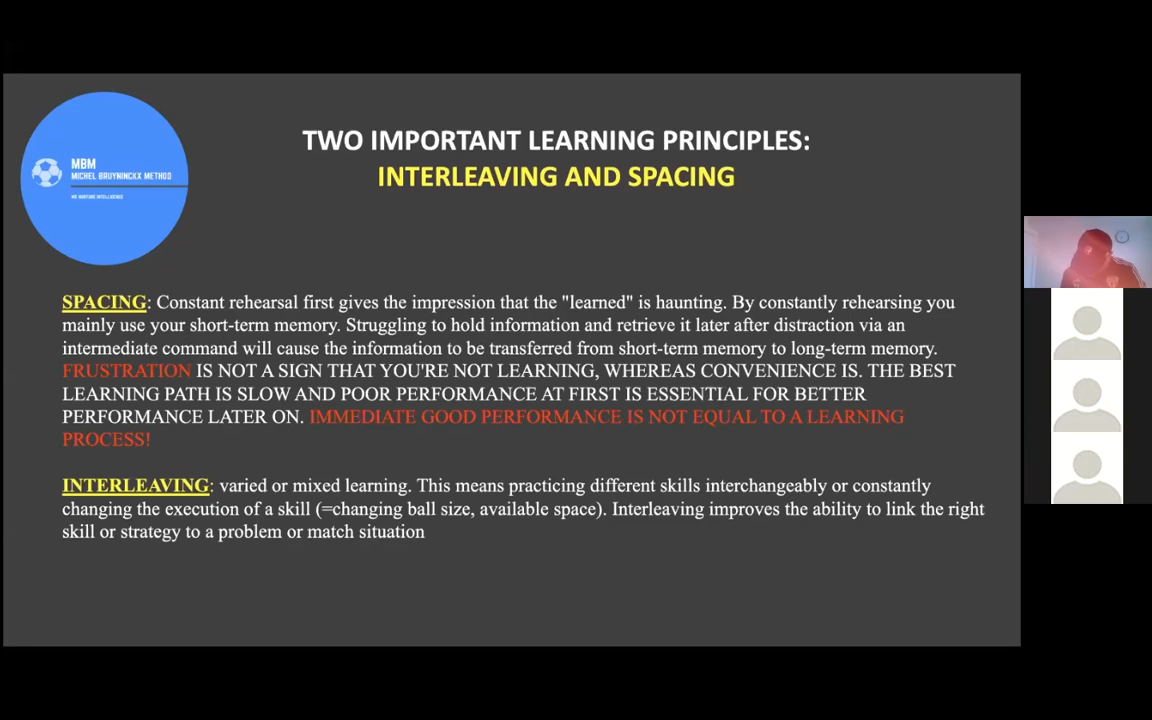 TWO IMPORTANT LEARNING PRINCIPLES:
INTERLEAVING AND SPACING
MBM
MICHEL BRUYNINCKX METHOD
WE NURTURE INTELLIGENCE
SPACING: Constant rehearsal first gives the impression that the "learned" is haunting. By constantly rehearsing you
mainly use your short-term memory. Struggling to hold information and retrieve it later after distraction via an
intermediate command will cause the information to be transferred from short-term memory to long-term memory.
FRUSTRATION IS NOT A SIGN THAT YOU'RE NOT LEARNING, WHEREAS CONVENIENCE IS. THE BEST
LEARNING PATH IS SLOW AND POOR PERFORMANCE AT FIRST IS ESSENTIAL FOR BETTER
PERFORMANCE LATER ON. IMMEDIATE GOOD PERFORMANCE IS NOT EQUAL TO A LEARNING
PROCESS!
INTERLEAVING: varied or mixed learning. This means practicing different skills interchangeably or constantly
changing the execution of a skill (=changing ball size, available space). Interleaving improves the ability to link the right
skill or strategy to a problem or match situation